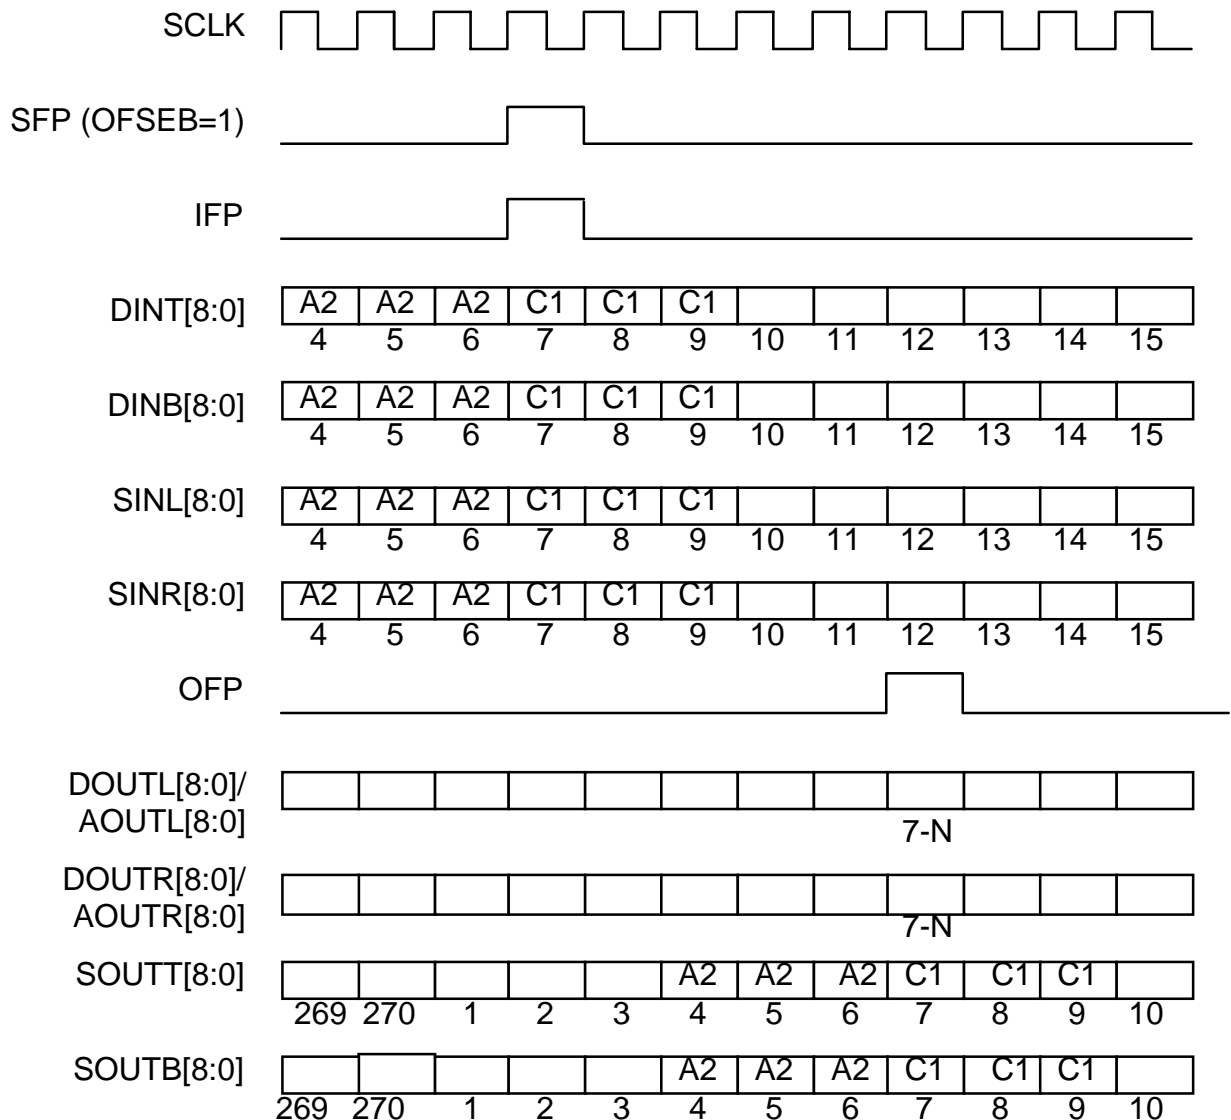 SCLK
SFP (OFSEB=1)
IFP
DINT[8:0] A2 A2 A2 C1 C1 C1
4 5 6 7 8 9 10 11 12 13 14 15
DINB[8:0] A2 A2 A2 C1 C1 C1
4 5 6 7 8 9 10 11 12 13 14 15
SINL[8:0] A2 A2 A2 C1 C1 C1
4 5 6 7 8 9 10 11 12 13 14 15
SINR[8:0] A2 A2 A2 C1 C1 C1
4 5 6 7 8 9 10 11 12 13 14 15
OFP
DOUTL[8:0]/
AOUTL[8:0] 7-N
DOUTR[8:0]/
AOUTR[8:0] 7-N
SOUTT[8:0] A2 A2 A2 C1 C1 C1
269 270 1 2 3 4 5 6 7 8 9 10
SOUTB[8:0] A2 A2 A2 C1 C1 C1
269 270 1 2 3 4 5 6 7 8 9 10